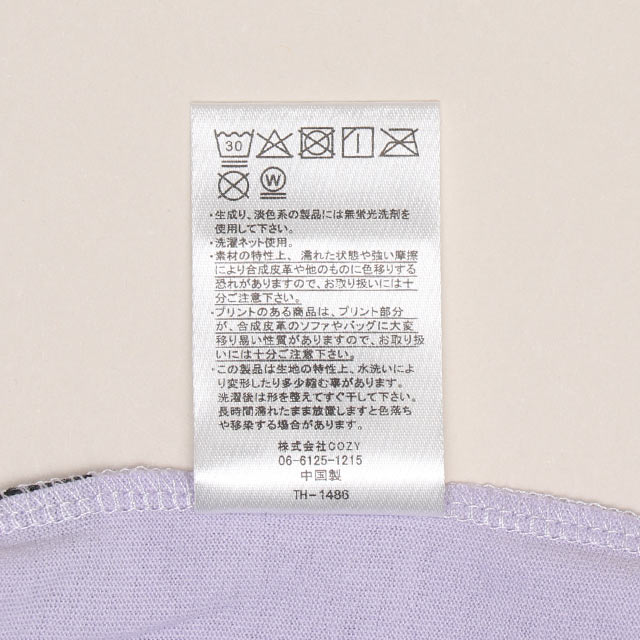 30
W
・生成り、淡色系の製品には無蛍光洗剤を
使用して下さい。
・洗濯ネット使用。
・素材の特性上、濡れた状態や強い摩擦
により合成皮革や他のものに色移りする
恐れがありますので、お取り扱いには十
分ご注意下さい。
・プリントのある商品は、プリント部分
が、合成皮革のソファやバッグに大変
移り易い性質がありますので、お取り扱
いには十分ご注意下さい。
・この製品は生地の特性上、水洗いによ
り変形したり多少縮む事があります。
洗濯後は形を整えてすぐ干して下さい。
長時間濡れたまま放置しますと色落ち
や移染する場合があります。
株式会社COZY
06-6125-1215
中国製
TH-1486